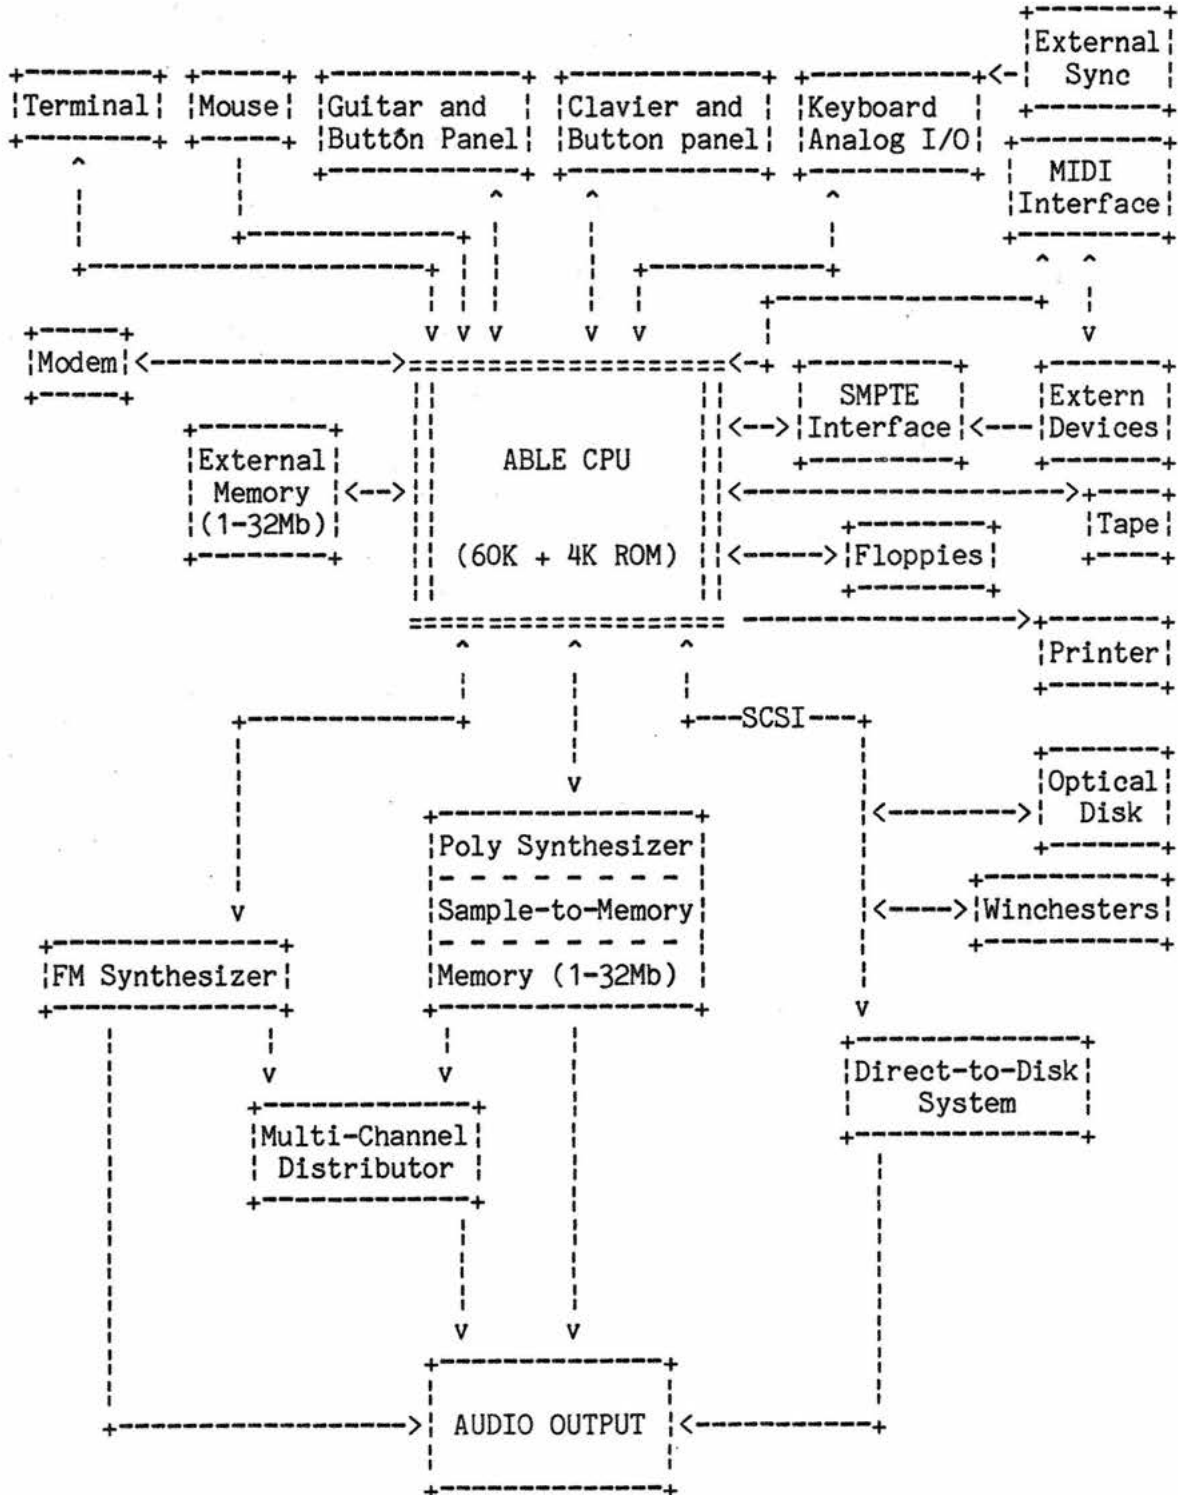 External
Sync
Terminal
Mouse
Guitar and
Button Panel
Clavier and
Button panel
Keyboard
Analog I/O
MIDI
Interface
Modem
External
Memory
(1-32Mb)
ABLE CPU
(60K + 4K ROM)
SMPTE
Interface
Extern
Devices
Tape
Floppies
Printer
SCSI
Optical
Disk
Winchesters
Poly Synthesizer
Sample-to-Memory
Memory (1-32Mb)
FM Synthesizer
Direct-to-Disk
System
Multi-Channel
Distributor
AUDIO OUTPUT